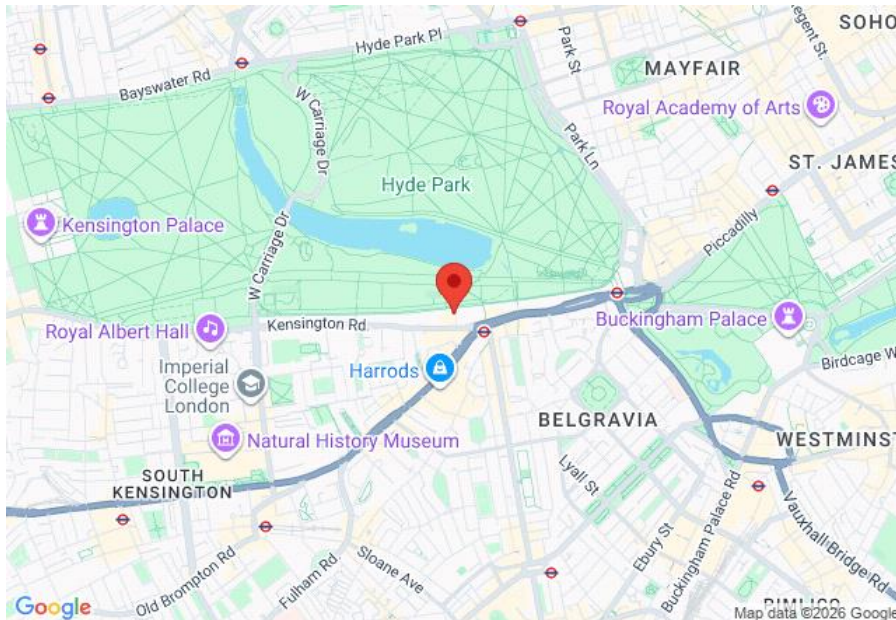 SOHO
Hyde Park Pl
Park St
MAYFAIR
Bayswater Rd
W Carriage Dr
Royal Academy of Arts
Park Ln
ST. JAMES
Hyde Park
Kensington Palace
W Carriage Dr
Piccadilly
Royal Albert Hall
Kensington Rd
Buckingham Palace
Imperial
College
London
Harrods
Birdcage W
BELGRAVIA
Natural History Museum
WESTMINST
SOUTH
KENSINGTON
Lyall St
Buckingham Palace Rd
Ebury St
Vauxhall Bridge Rd
Old Brompton Rd
Fulham Rd.
Sloane Ave
Google
PIMLICO
Map data ©2026 Google